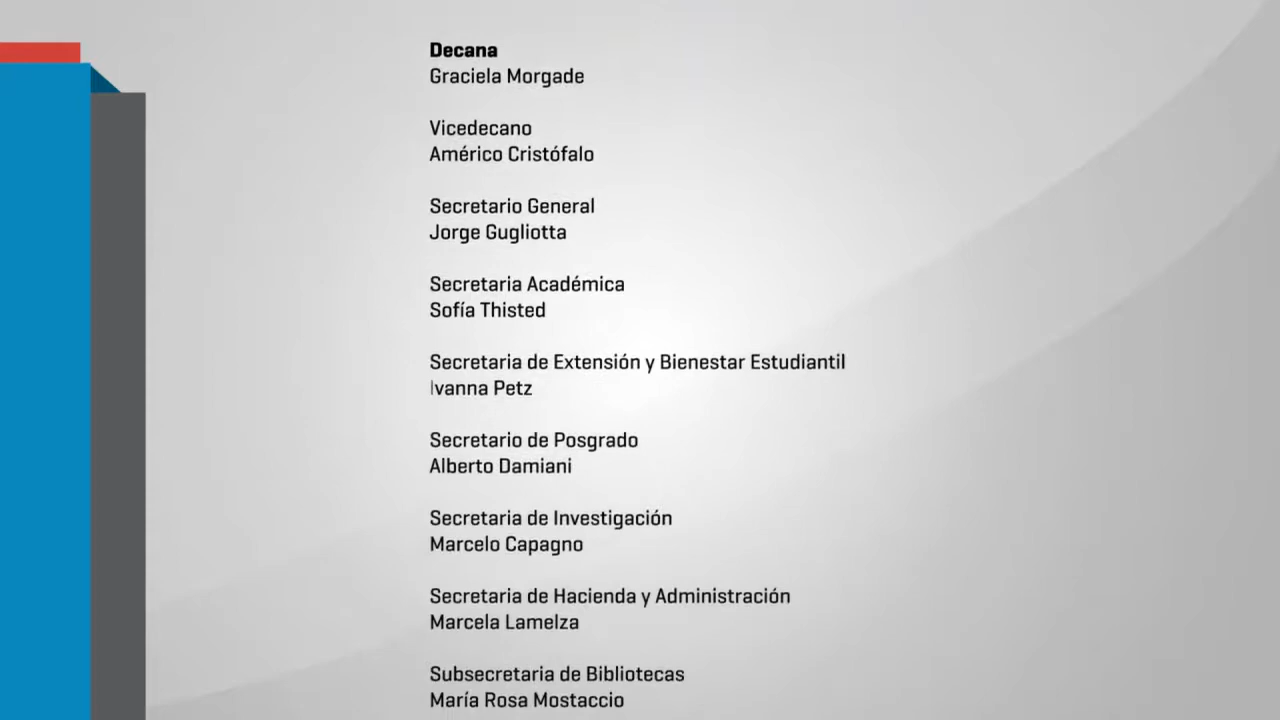 Decana
Graciela Morgade
Vicedecano
Américo Cristófalo
Secretario General
Jorge Gugliotta
Secretaria Académica
Sofía Thisted
Secretaria de Extensión y Bienestar Estudiantil
Ivanna Petz
Secretario de Posgrado
Alberto Damiani
Secretaria de Investigación
Marcelo Capagno
Secretaria de Hacienda y Administración
Marcela Lamelza
Subsecretaria de Bibliotecas
María Rosa Mostaccio